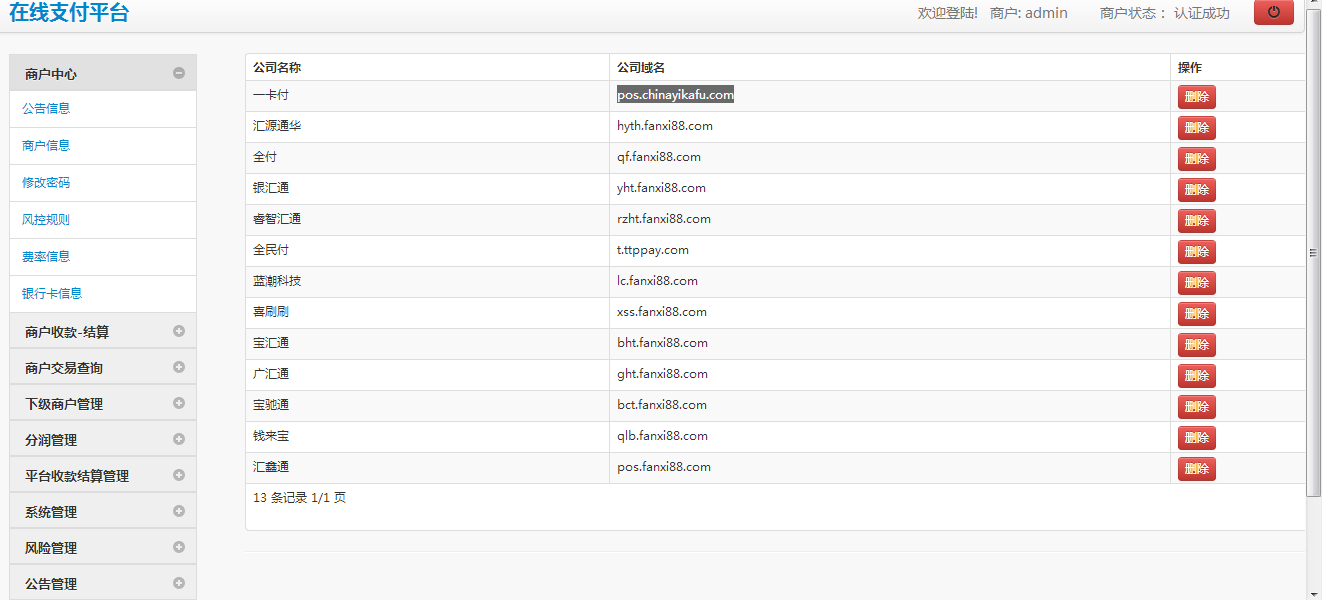 在线支付平台
欢迎登陆! 商户: admin 商户状态： 认证成功
商户中心
公告信息
商户信息
修改密码
风控规则
费率信息
银行卡信息
商户收款-结算
商户交易查询
下级商户管理
分润管理
平台收款结算管理
系统管理
风险管理
公告管理
公司名称 公司域名 操作
一卡付 pos.chinayikafu.com 删除
汇源通华 hyth.fanxi88.com 删除
全付 qf.fanxi88.com 删除
银汇通 yht.fanxi88.com 删除
睿智汇通 rzht.fanxi88.com 删除
全民付 t.ttppay.com 删除
蓝潮科技 lc.fanxi88.com 删除
喜刷刷 xss.fanxi88.com 删除
宝汇通 bht.fanxi88.com 删除
广汇通 ght.fanxi88.com 删除
宝驰通 bct.fanxi88.com 删除
钱来宝 qlb.fanxi88.com 删除
汇鑫通 pos.fanxi88.com 删除
13 条记录 1/1 页